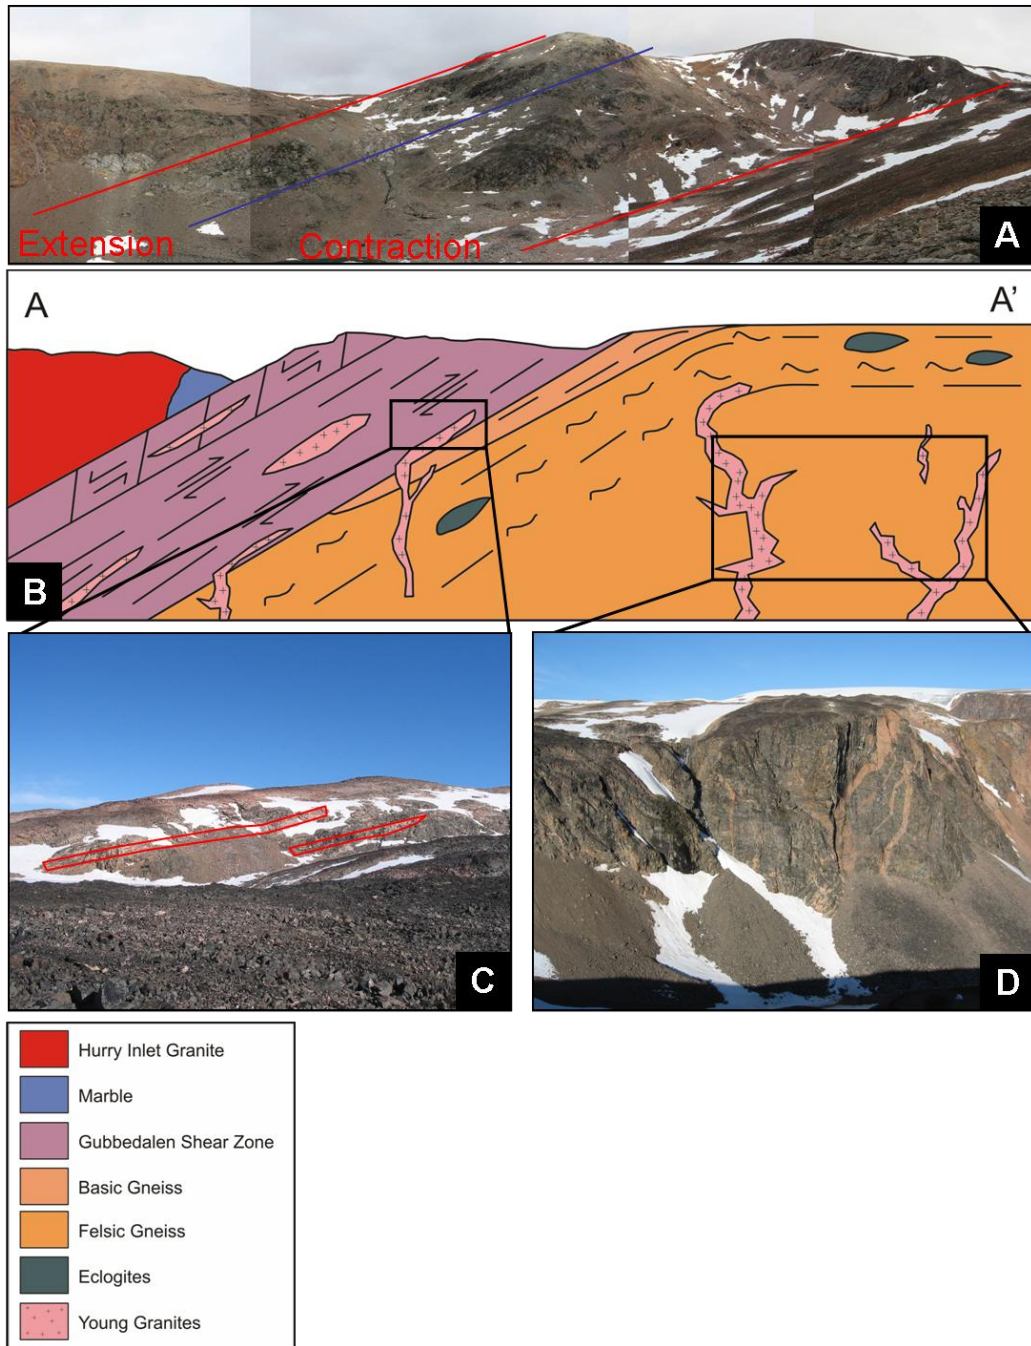 Extension
Contraction
A
A
A’
B
C
D
Hurry Inlet Granite
Marble
Gubbedalen Shear Zone
Basic Gneiss
Felsic Gneiss
Eclogites
Young Granites